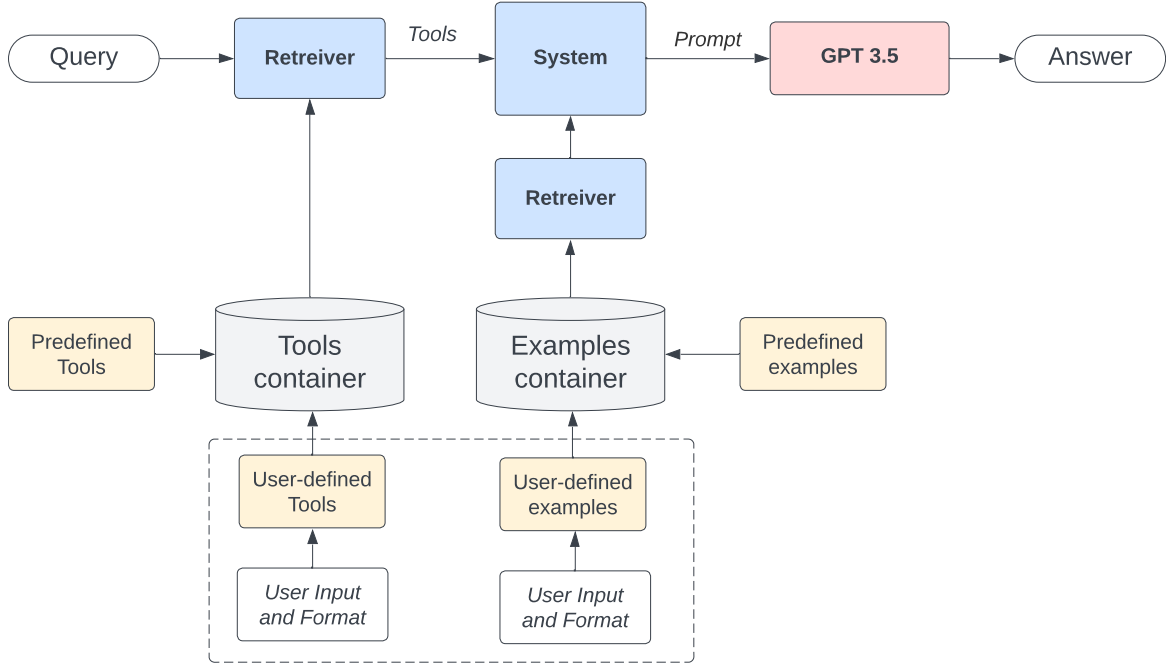 Query
Retreiver
Tools
System
Prompt
GPT 3.5
Answer
Retreiver
Predefined
Tools
Tools
container
Examples
container
Predefined
examples
User-defined
Tools
User-defined
examples
User Input
and Format
User Input
and Format